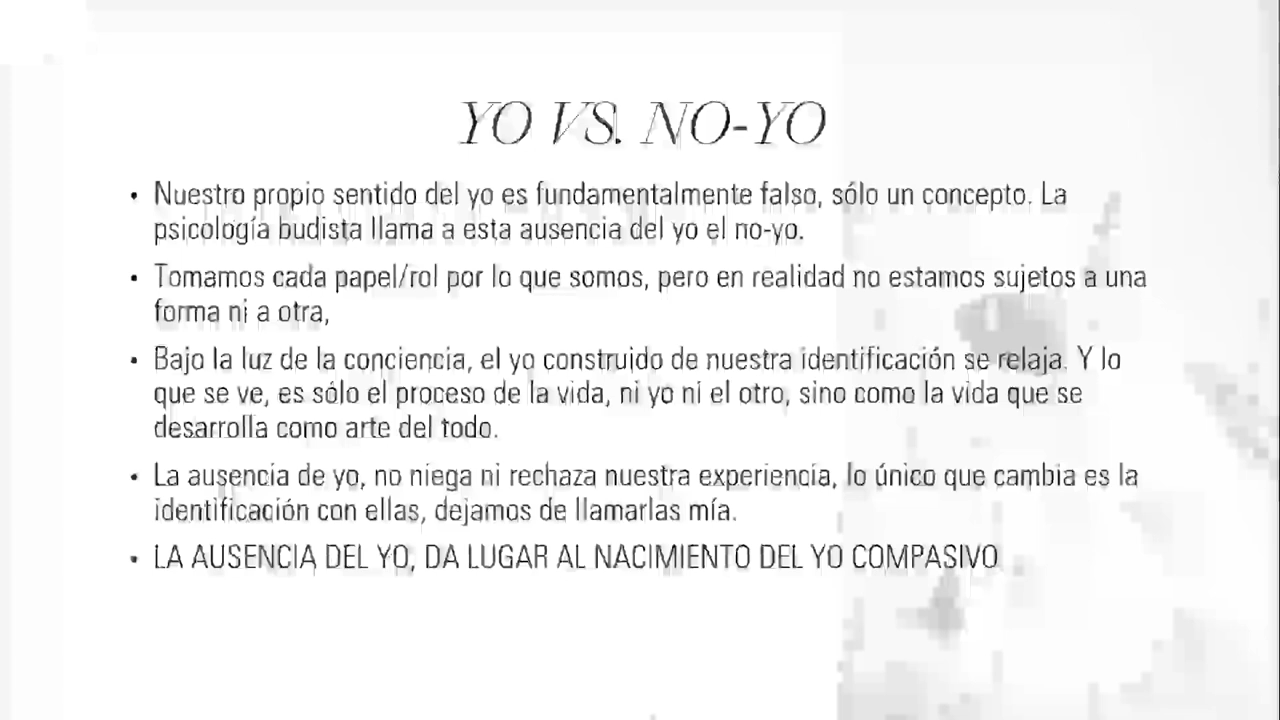 YO VS. NO-YO
• Nuestro propio sentido del yo es fundamentalmente falso, sólo un concepto. La
psicología budista llama a esta ausencia del yo el no-yo.
• Tomamos cada papel/rol por lo que somos, pero en realidad no estamos sujetos a una
forma ni a otra,
• Bajo la luz de la conciencia, el yo construido de nuestra identificación se relaja. Y lo
que se ve, es sólo el proceso de la vida, ni yo ni el otro, sino como la vida que se
desarrolla como arte del todo.
• La ausencia de yo, no niega ni rechaza nuestra experiencia, lo único que cambia es la
identificación con ellas, dejamos de llamarlas mía.
• LA AUSENCIA DEL YO, DA LUGAR AL NACIMIENTO DEL YO COMPASIVO